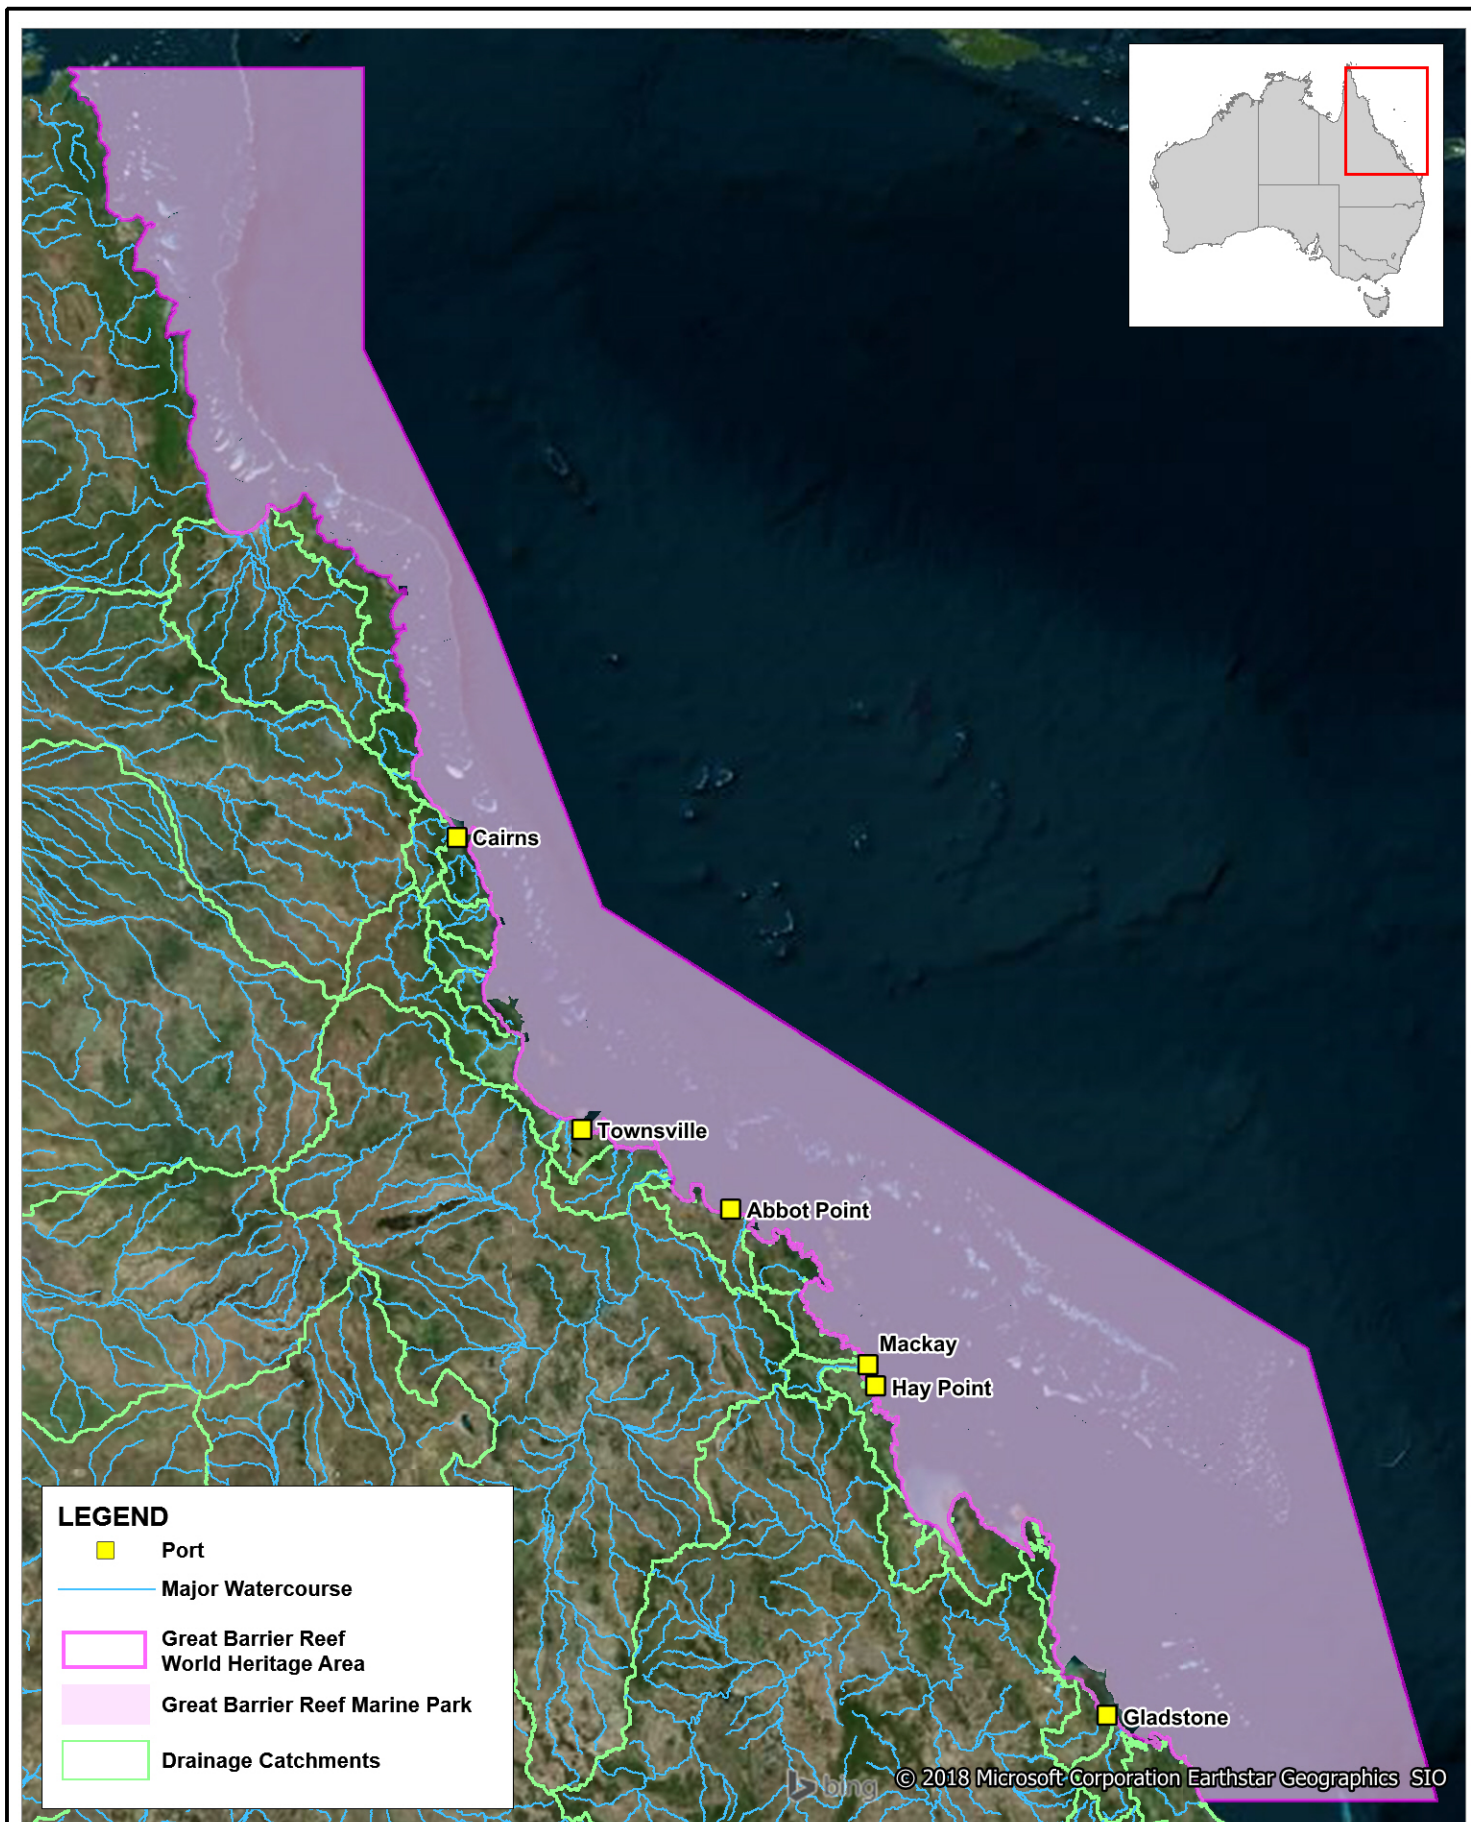 Cairns
Townsville
Abbot Point
Mackay
Hay Point
Gladstone
LEGEND
Port
Major Watercourse
Great Barrier Reef
World Heritage Area
Great Barrier Reef Marine Park
Drainage Catchments
bing
© 2018 Microsoft Corporation Earthstar Geographics SIO